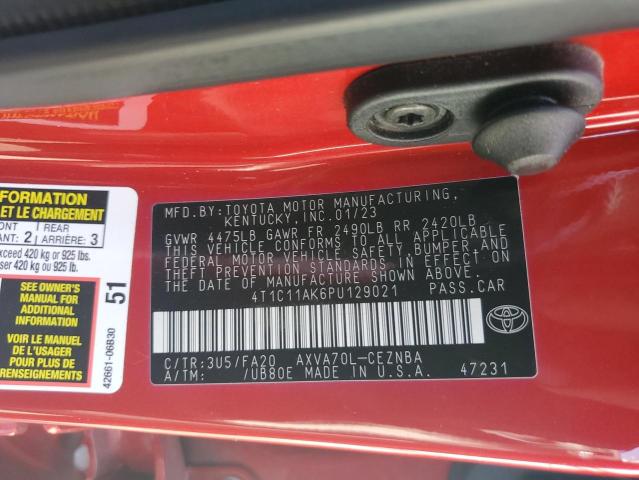 MFD.BY:TOYOTA MOTOR MANUFACTURING,
KENTUCKY,INC.01/23
GVWR 4475LB GAWR FR 2490LB RR 2420LB
THIS VEHICLE CONFORMS TO ALL APPLICABLE
FEDERAL MOTOR VEHICLE SAFETY,BUMPER,AND
THEFT PREVENTION STANDARDS IN EFFECT ON
THE DATE OF MANUFACTURE SHOWN ABOVE.
4T1C11AK6PU129021 PASS.CAR
C/TR:3U5/FA20 AXVA70L-CEZNBA
A/TM: /UB80E MADE IN U.S.A. 47231
FORMATION
ET LE CHARGEMENT
ANT: 2 REAR
ARRIÈRE: 3
xceed 420 kg or 925 lbs.
ser 420 kg ou 925 lb.
SEE OWNER'S
MANUAL FOR
ADDITIONAL
INFORMATION
VOIR LE MANUEL
DE L'USAGER
POUR PLUS DE
RENSEIGNEMENTS
51
42661-06B30
TOYOTA